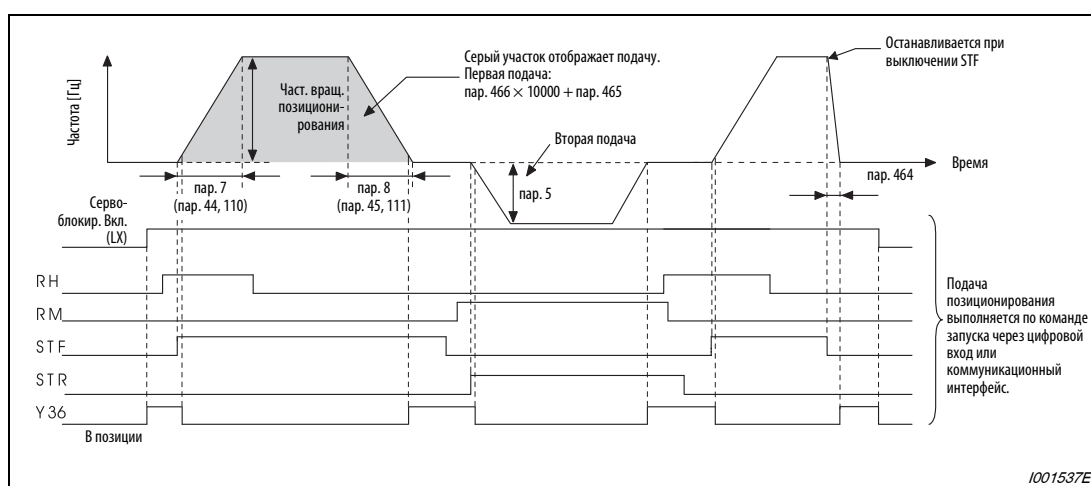 Частота [Гц]
Част. вращ.
позициони-
рования
Серый участок отображает подачу.
Первая подача:
пар. 466 × 10000 + пар. 465
Останавливается при
выключении STF
Вторая подача
Время
пар. 7
(пар. 44, 110)
пар. 8
(пар. 45, 111)
пар. 5
пар. 464
Серво-
блокир. Вкл.
(LX)
RH
RM
STF
STR
Y36
В позиции
Подача
позиционирования
выполняется по команде
запуска через цифровой
вход или
коммуникационный
интерфейс.
I001537E